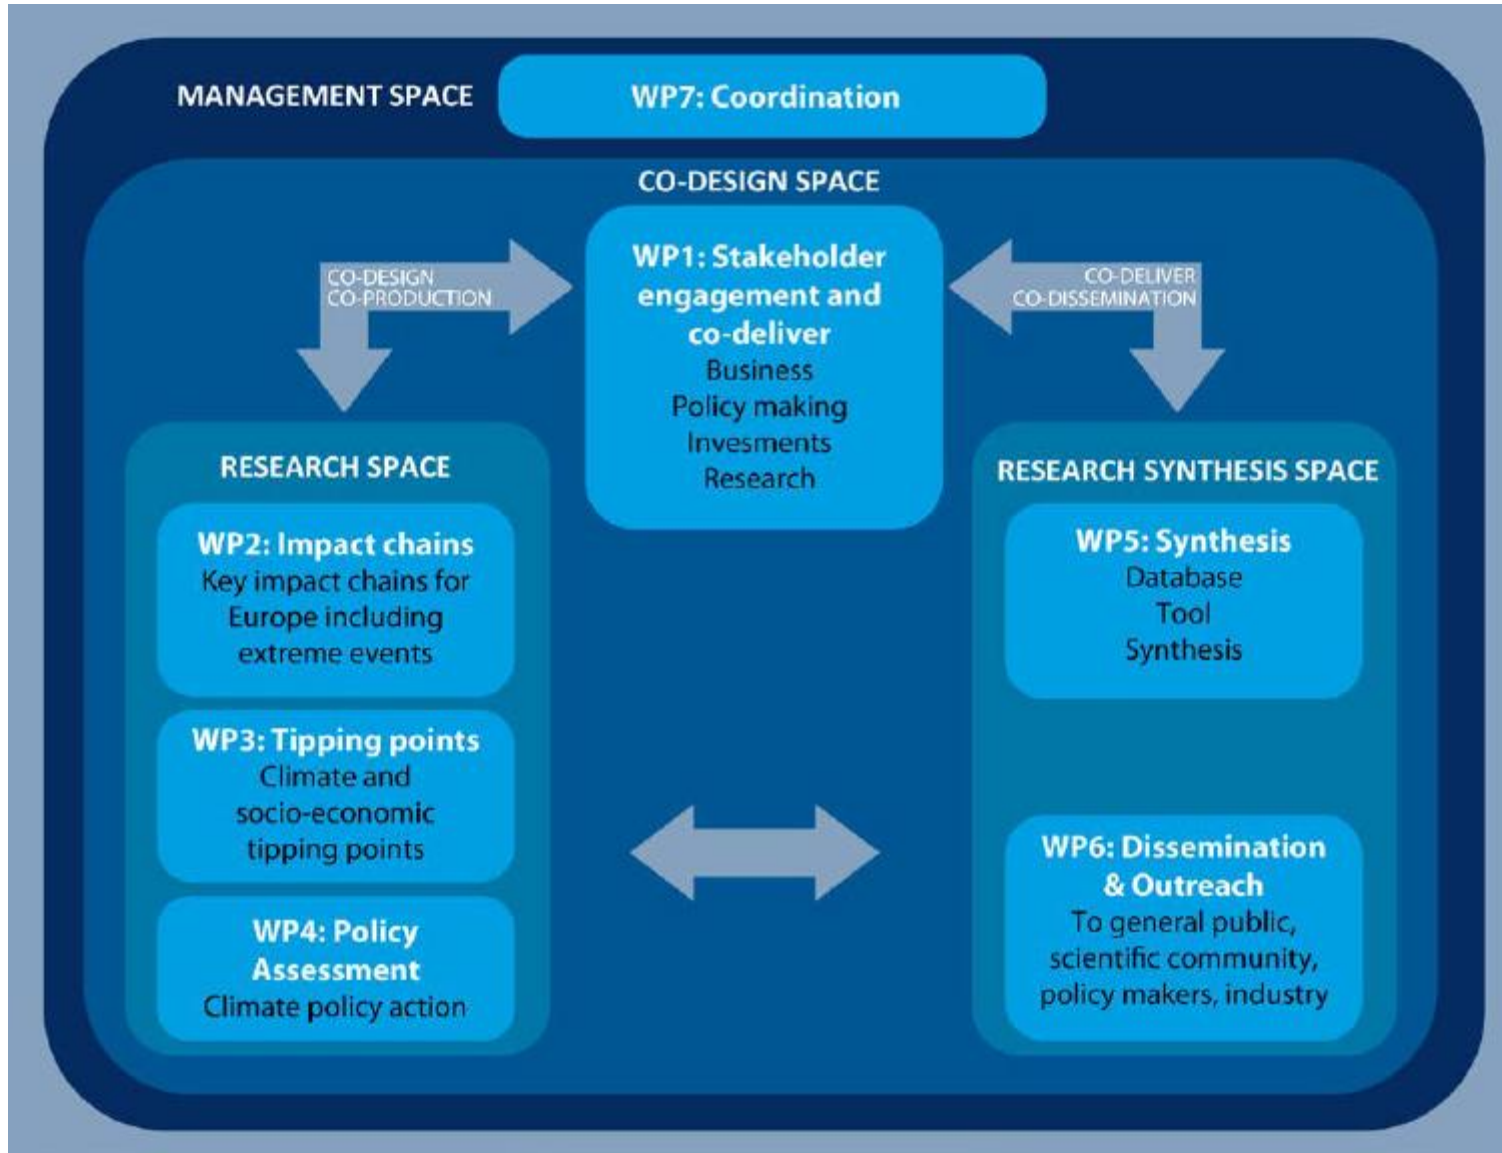 MANAGEMENT SPACE
WP7: Coordination
CO-DESIGN SPACE
WP1: Stakeholder
engagement and
co-deliver
Business
Policy making
Invesments
Research
CO-DESIGN
CO-PRODUCTION
CO-DELIVER
CO-DISSEMINATION
RESEARCH SPACE
WP2: Impact chains
Key impact chains for
Europe including
extreme events
WP3: Tipping points
Climate and
socio-economic
tipping points
WP4: Policy
Assessment
Climate policy action
RESEARCH SYNTHESIS SPACE
WP5: Synthesis
Database
Tool
Synthesis
WP6: Dissemination
& Outreach
To general public,
scientific community,
policy makers, industry